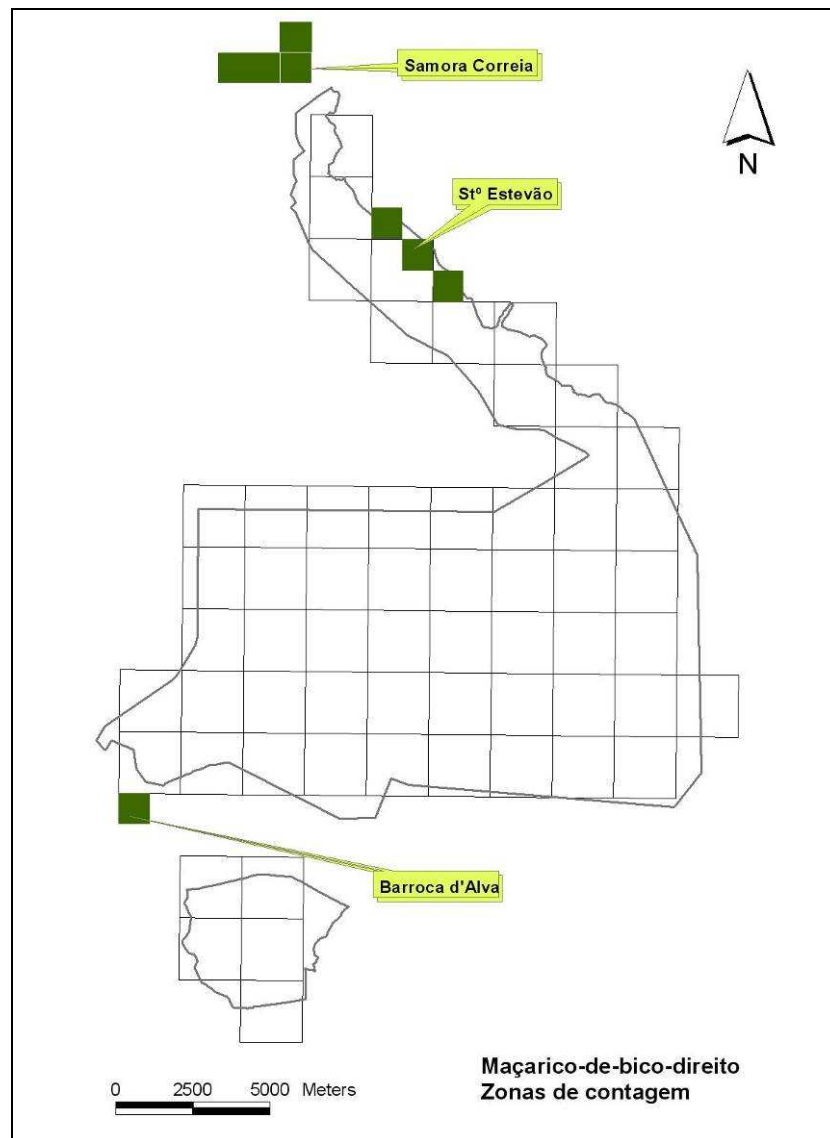 Samora Correia
N
Stº Estevão
Barroca d'Alva
Maçarico-de-bico-direito
Zonas de contagem
0 2500 5000 Meters